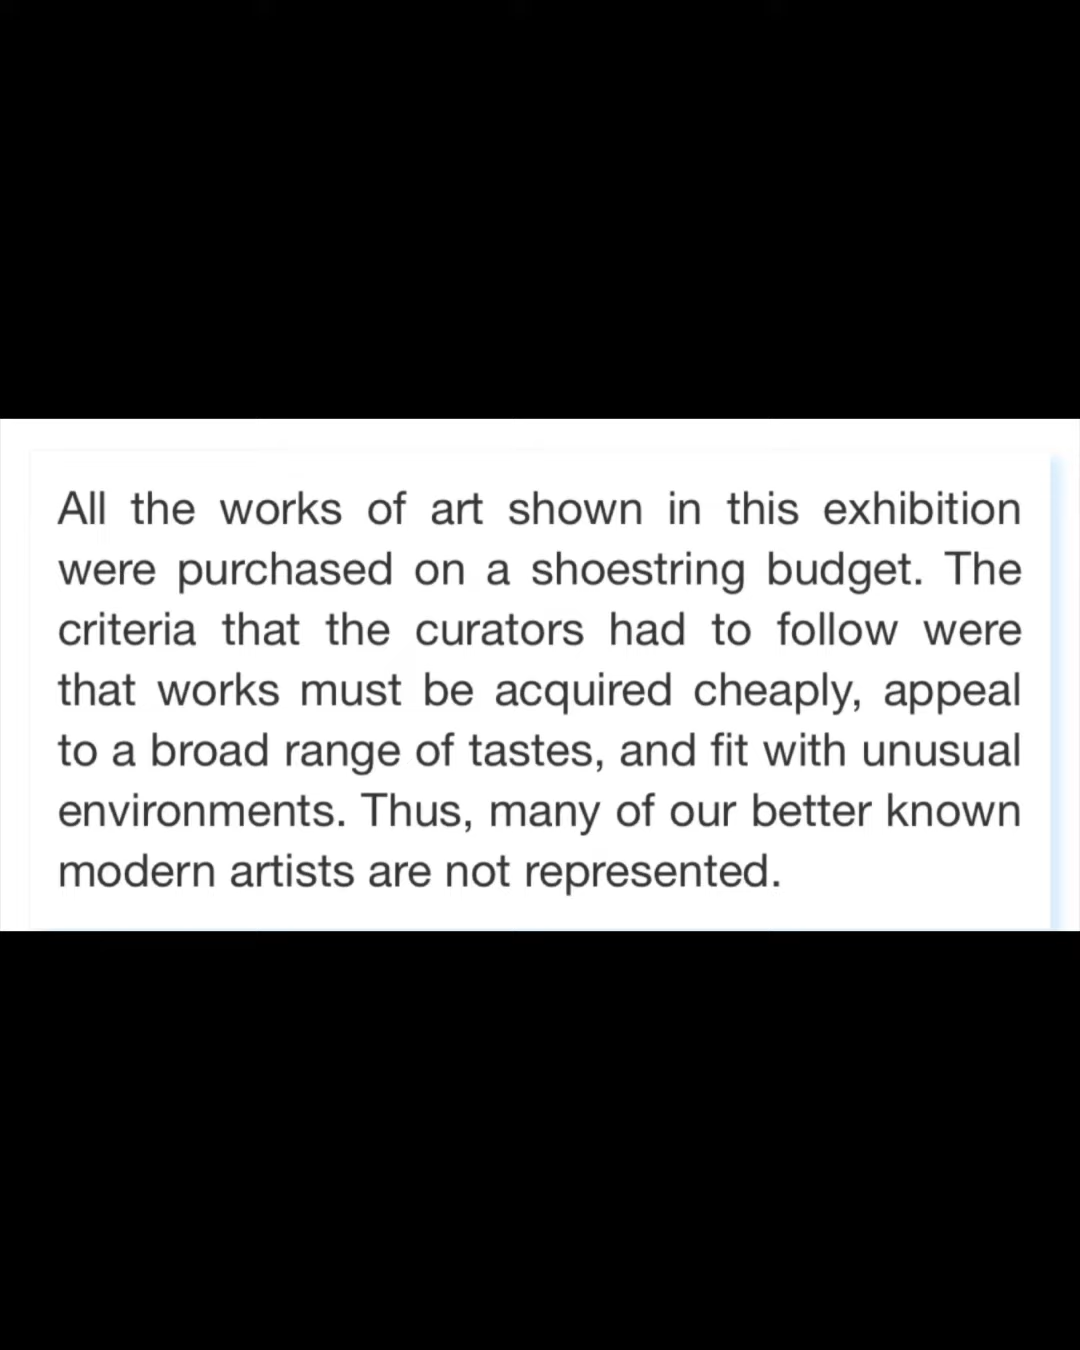 All the works of art shown in this exhibition
were purchased on a shoestring budget. The
criteria that the curators had to follow were
that works must be acquired cheaply, appeal
to a broad range of tastes, and fit with unusual
environments. Thus, many of our better known
modern artists are not represented.